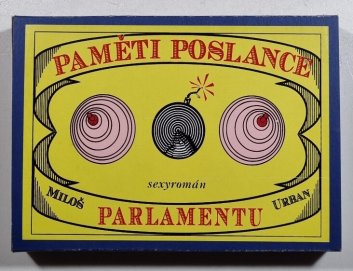 PAMĚTI POSLANCE
sexyromán
MILOŠ
URBAN
PARLAMENTU